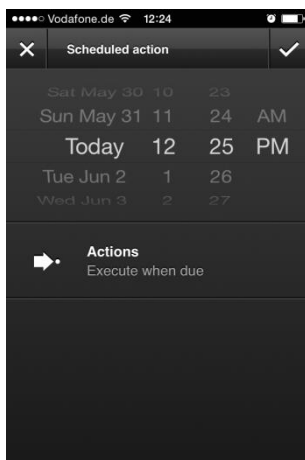 Vodafone.de 12:24
Scheduled action
Sat May 30 10 23
Sun May 31 11 24 AM
Today 12 25 PM
Tue Jun 2 1 26
Wed Jun 3 2 27
Actions
Execute when due